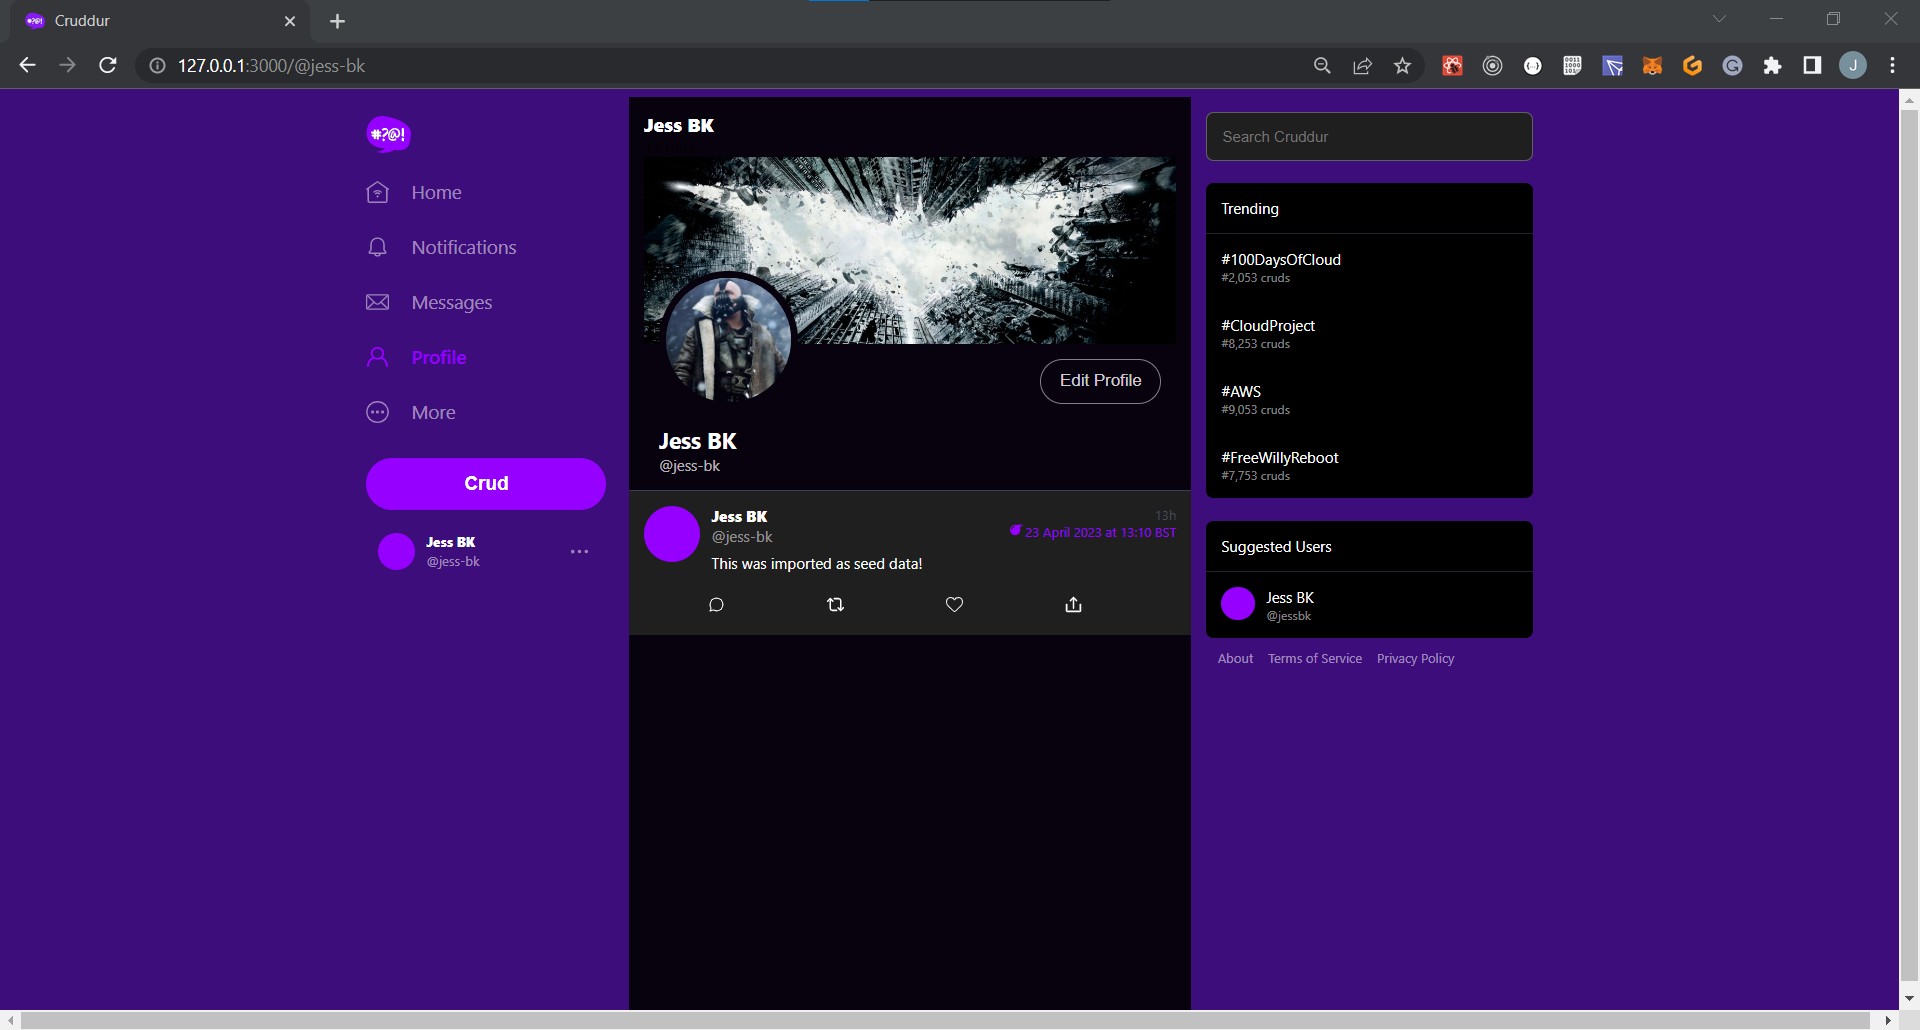 Cruddur
127.0.0.1:3000/@jess-bk
J
#?@!
Home
Notifications
Messages
Profile
More
Crud
Jess BK
@jess-bk
Jess BK
Edit Profile
Jess BK
@jess-bk
Jess BK
13h
@jess-bk
23 April 2023 at 13:10 BST
This was imported as seed data!
Search Cruddur
Trending
#100DaysOfCloud
#2,053 cruds
#CloudProject
#8,253 cruds
#AWS
#9,053 cruds
#FreeWillyReboot
#7,753 cruds
Suggested Users
Jess BK
@jessbk
About Terms of Service Privacy Policy